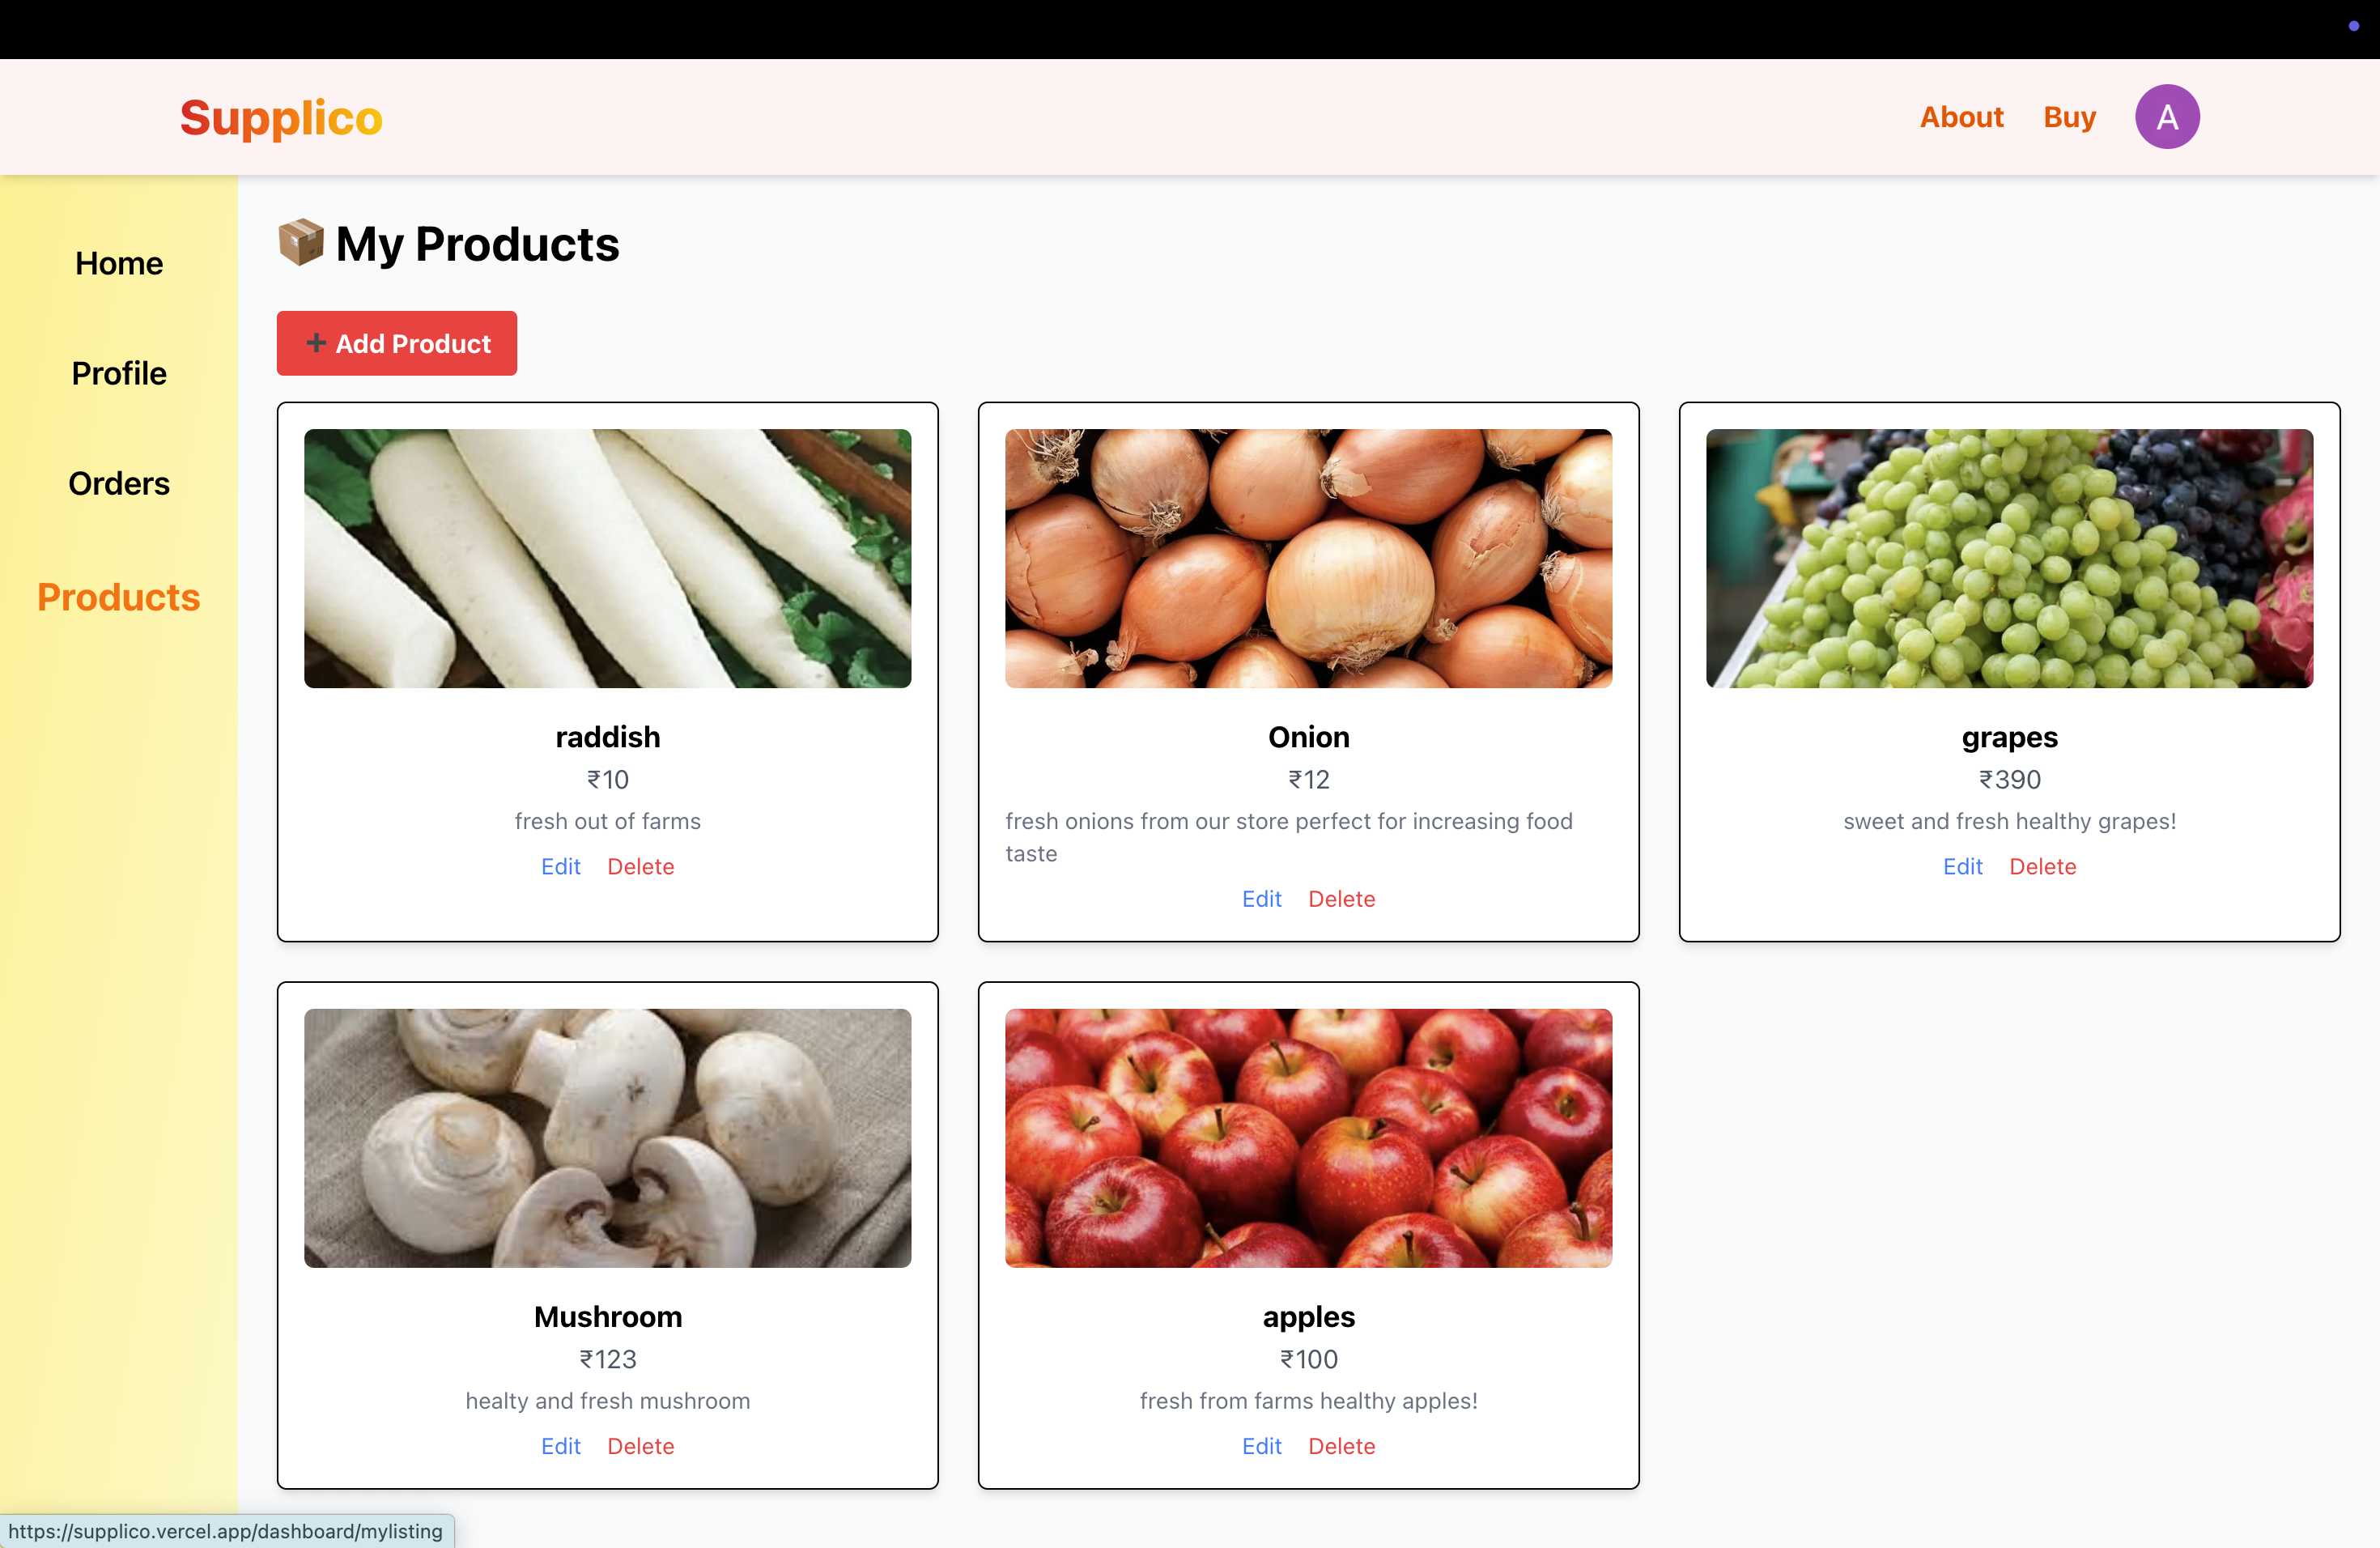 Supplico
About
Buy
A
Home
Profile
Orders
Products
📦 My Products
➕ Add Product
raddish
₹10
fresh out of farms
Edit Delete
Onion
₹12
fresh onions from our store perfect for increasing food
taste
Edit Delete
grapes
₹390
sweet and fresh healthy grapes!
Edit Delete
Mushroom
₹123
healty and fresh mushroom
Edit Delete
apples
₹100
fresh from farms healthy apples!
Edit Delete
https://supplico.vercel.app/dashboard/mylisting